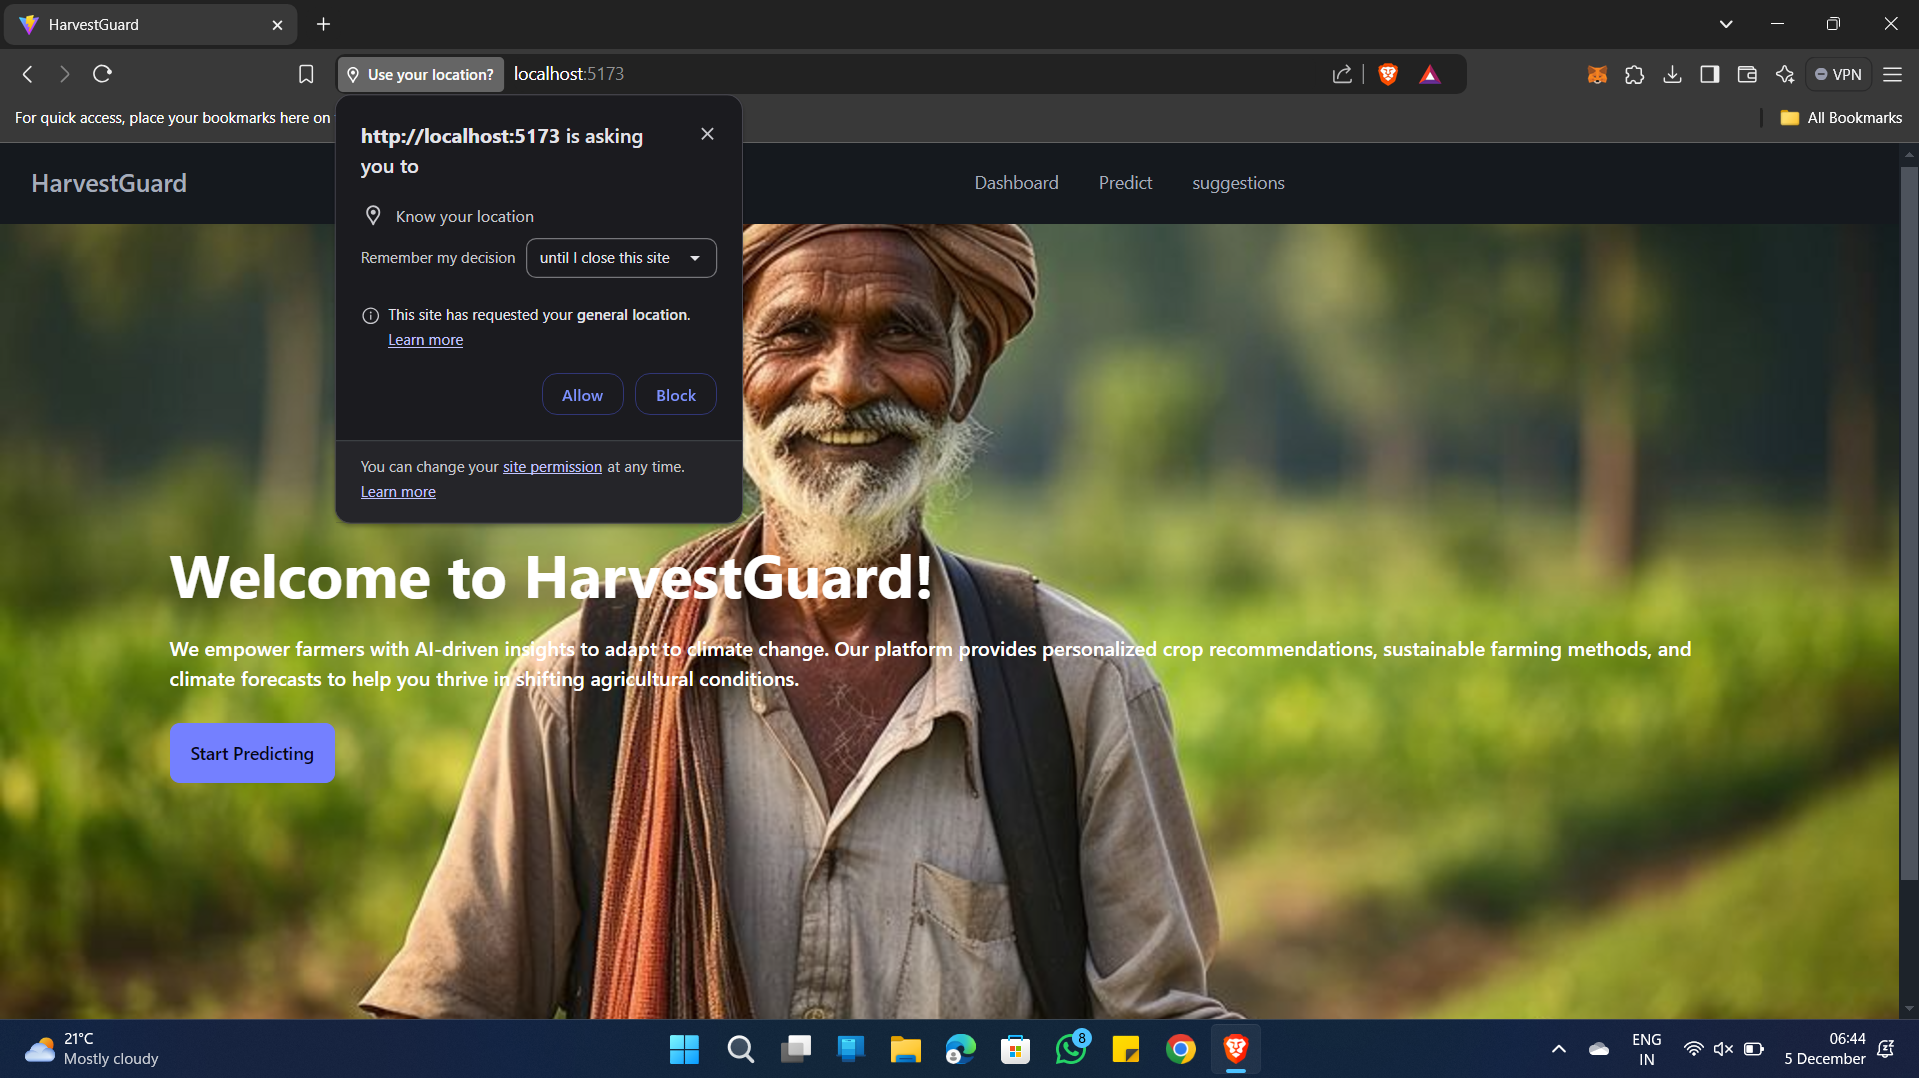 HarvestGuard
Use your location?
localhost:5173
VPN
For quick access, place your bookmarks here on
All Bookmarks
http://localhost:5173 is asking
you to
Know your location
Remember my decision
until I close this site
This site has requested your general location.
Learn more
Allow
Block
You can change your site permission at any time.
Learn more
HarvestGuard
Dashboard
Predict
suggestions
Welcome to HarvestGuard!
We empower farmers with AI-driven insights to adapt to climate change. Our platform provides personalized crop recommendations, sustainable farming methods, and
climate forecasts to help you thrive in shifting agricultural conditions.
Start Predicting
21°C
Mostly cloudy
8
ENG
IN
06:44
5 December